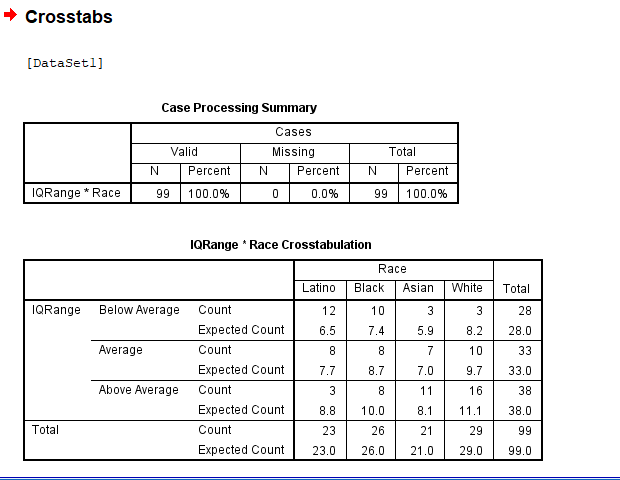 Crosstabs
[DataSet1]
Case Processing Summary
Cases
Valid Missing Total
N Percent N Percent N Percent
IQRange * Race 99 100.0% 0 0.0% 99 100.0%
IQRange * Race Crosstabulation
Race
Latino Black Asian White Total
IQRange Below Average Count 12 10 3 3 28
Expected Count 6.5 7.4 5.9 8.2 28.0
Average Count 8 8 7 10 33
Expected Count 7.7 8.7 7.0 9.7 33.0
Above Average Count 3 8 11 16 38
Expected Count 8.8 10.0 8.1 11.1 38.0
Total Count 23 26 21 29 99
Expected Count 23.0 26.0 21.0 29.0 99.0